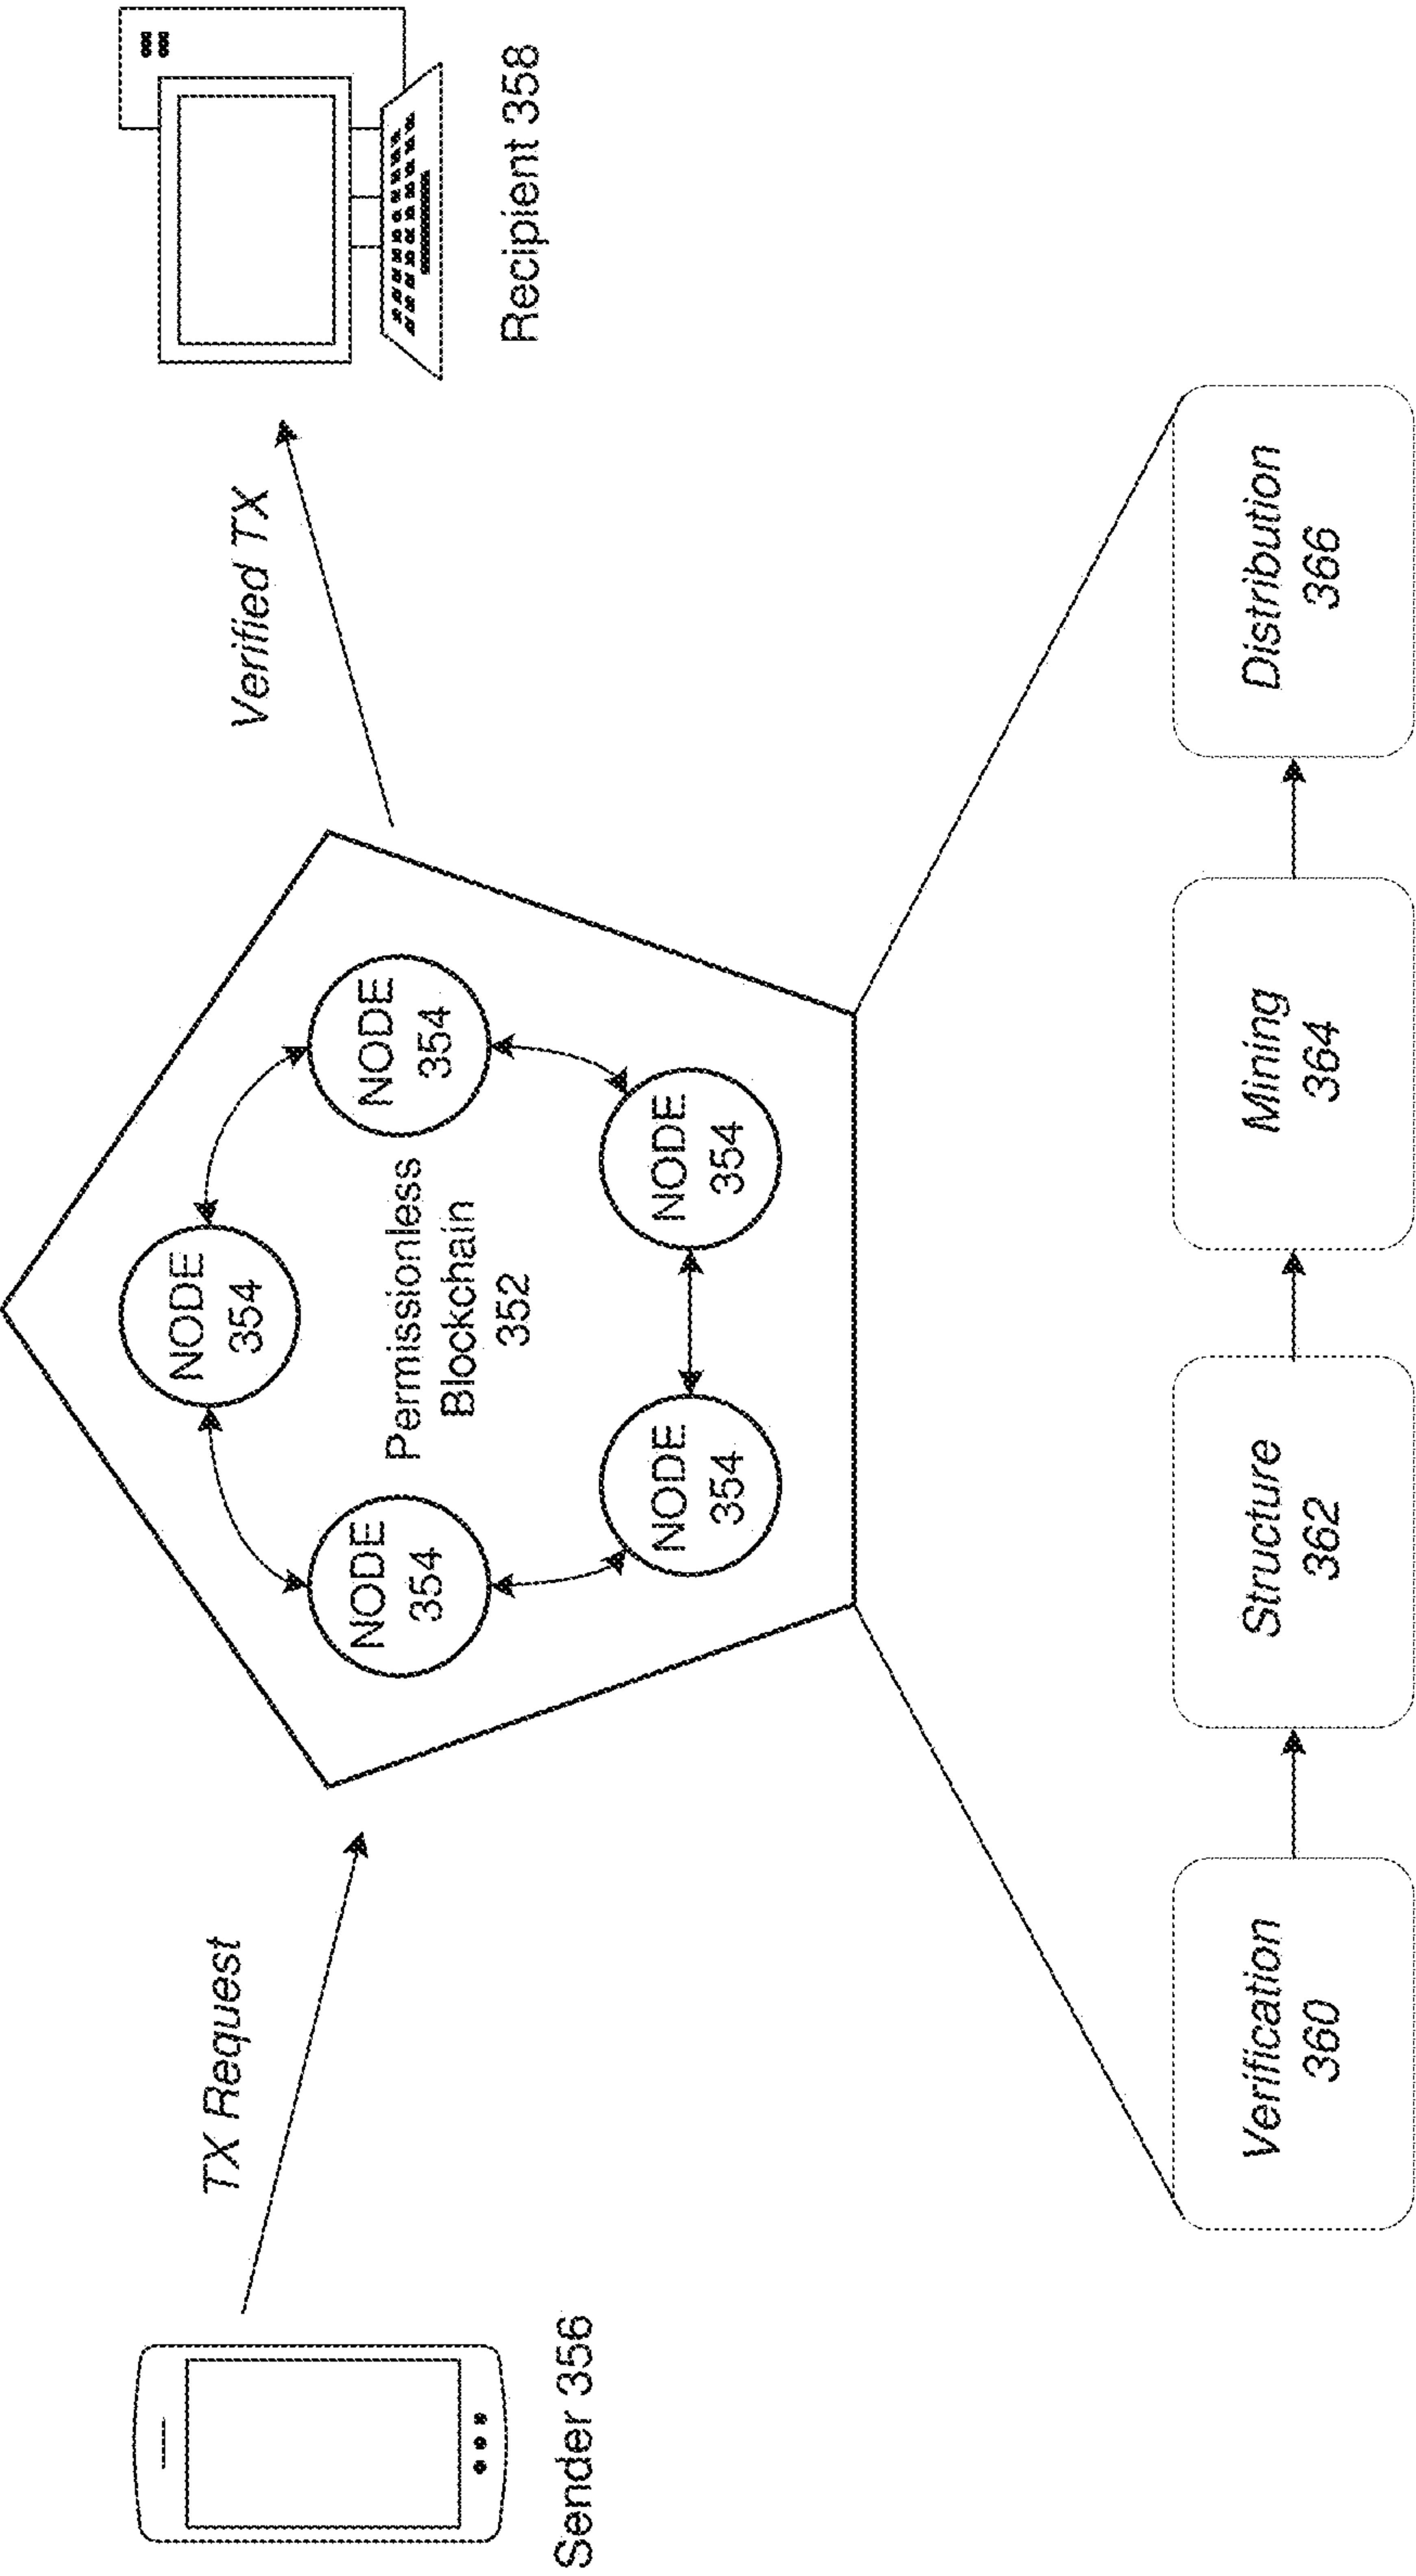 TX Request
Verified TX
NODE
354
NODE
354
NODE
354
Permissionless
Blockchain
352
NODE
354
NODE
354
Sender 356
Recipient 358
Verification
360
Structure
362
Mining
364
Distribution
366